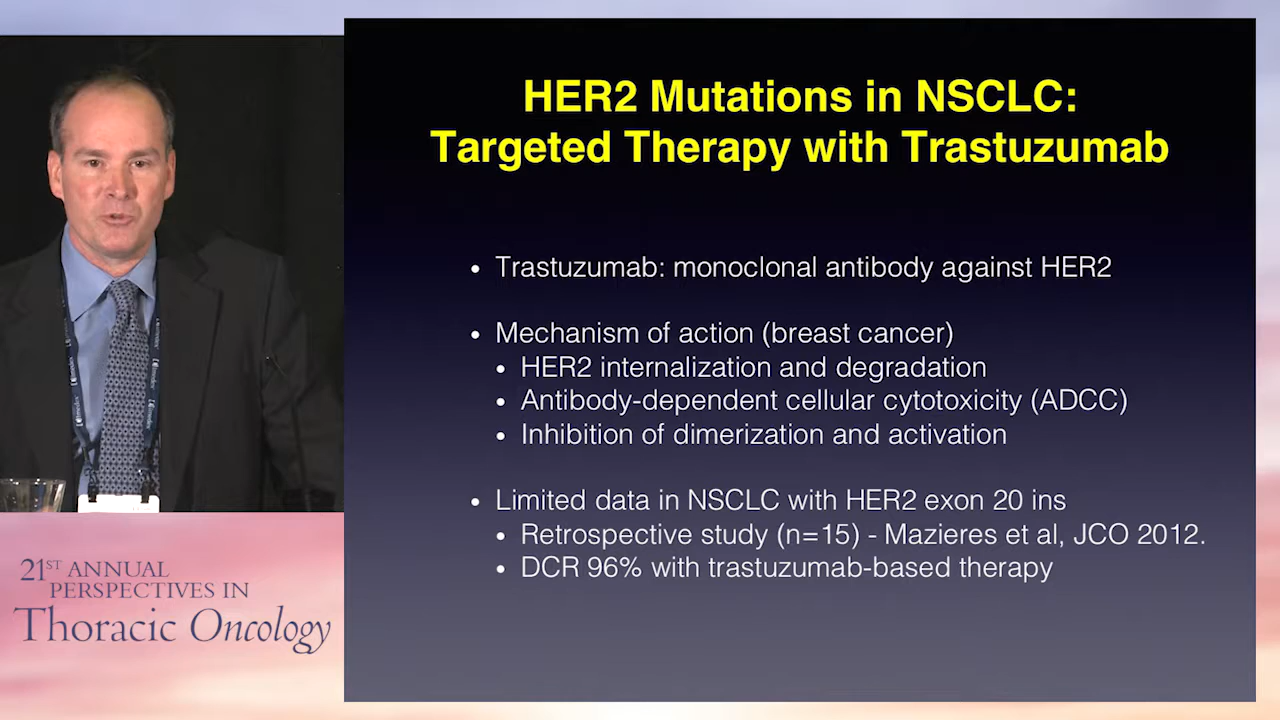 HER2 Mutations in NSCLC:
Targeted Therapy with Trastuzumab
• Trastuzumab: monoclonal antibody against HER2
• Mechanism of action (breast cancer)
• HER2 internalization and degradation
• Antibody-dependent cellular cytotoxicity (ADCC)
• Inhibition of dimerization and activation
• Limited data in NSCLC with HER2 exon 20 ins
• Retrospective study (n=15) - Mazieres et al, JCO 2012.
• DCR 96% with trastuzumab-based therapy
21ST ANNUAL
PERSPECTIVES IN
Thoracic Oncology